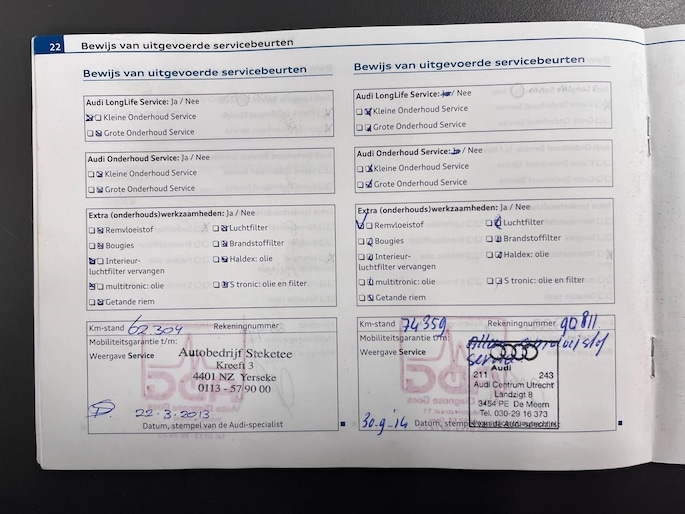 22 Bewijs van uitgevoerde servicebeurten
Bewijs van uitgevoerde servicebeurten
Audi LongLife Service: Ja / Nee
Kleine Onderhoud Service
Grote Onderhoud Service
Audi Onderhoud Service: Ja / Nee
Kleine Onderhoud Service
Grote Onderhoud Service
Extra (onderhouds)werkzaamheden: Ja / Nee
Remvloeistof Luchtfilter
Bougies Brandstoffilter
Interieur- Haldex: olie
luchtfilter vervangen
multitronic: olie S tronic: olie en filter
Getande riem
Km-stand 62.304 Rekeningnummer
Mobiliteitsgarantie t/m:
Weergave Service
Autobedrijf Steketee
Kreeft 3
4401 NZ Yerseke
0113 - 57 90 00
22-3-2013
Datum, stempel van de Audi-specialist
Bewijs van uitgevoerde servicebeurten
Audi LongLife Service: Ja / Nee
Kleine Onderhoud Service
Grote Onderhoud Service
Audi Onderhoud Service: Ja / Nee
Kleine Onderhoud Service
Grote Onderhoud Service
Extra (onderhouds)werkzaamheden: Ja / Nee
Remvloeistof Luchtfilter
Bougies Brandstoffilter
Interieur- Haldex: olie
luchtfilter vervangen
multitronic: olie S tronic: olie en filter
Getande riem
Km-stand 74359 Rekeningnummer 90811
Mobiliteitsgarantie t/m: Alleen
Weergave Service
Audi
211 243
Audi Centrum Utrecht
Landzigt 8
3454 PE De Meern
Tel. 030-29 16 373
30-9-'14
Datum, stempel van de Audi-specialist